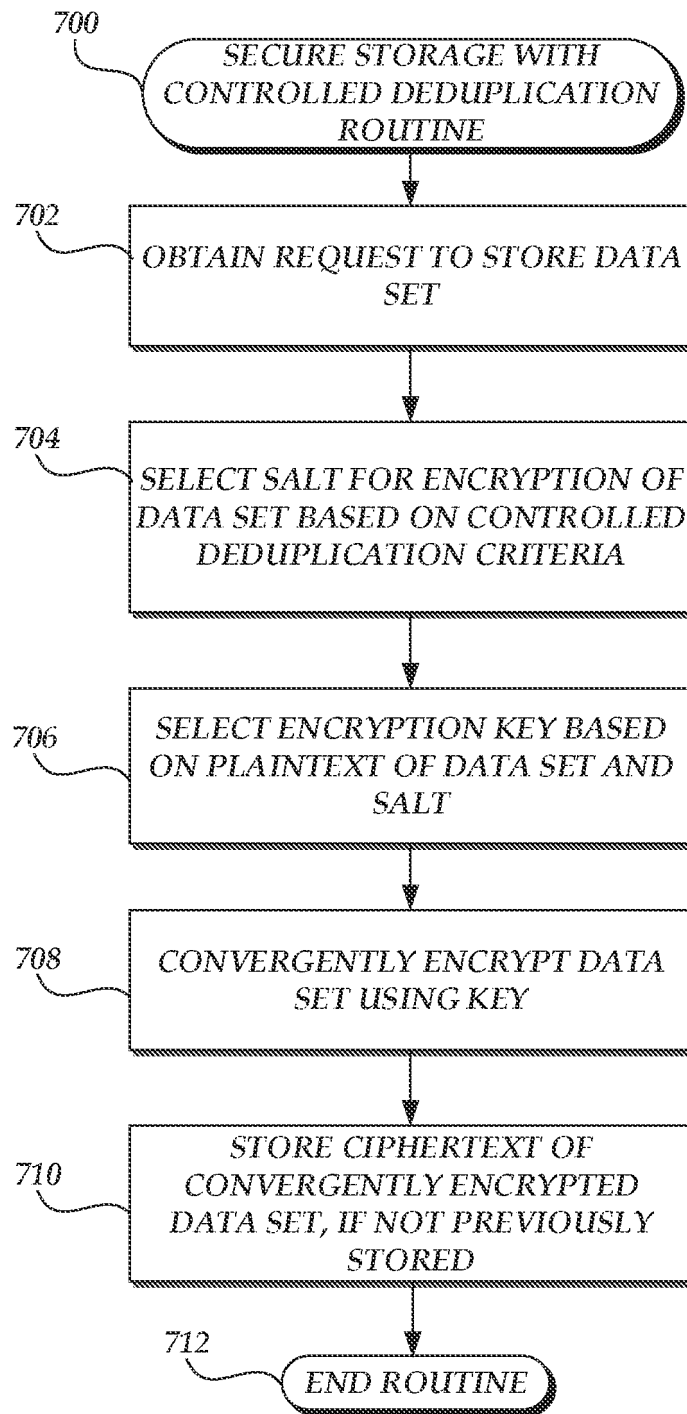 700
SECURE STORAGE WITH
CONTROLLED DEDUPLICATION
ROUTINE
702
OBTAIN REQUEST TO STORE DATA
SET
704
SELECT SALT FOR ENCRYPTION OF
DATA SET BASED ON CONTROLLED
DEDUPLICATION CRITERIA
706
SELECT ENCRYPTION KEY BASED
ON PLAINTEXT OF DATA SET AND
SALT
708
CONVERGENTLY ENCRYPT DATA
SET USING KEY
710
STORE CIPHERTEXT OF
CONVERGENTLY ENCRYPTED
DATA SET, IF NOT PREVIOUSLY
STORED
712
END ROUTINE